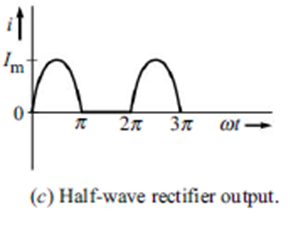 i
Im
0
π 2π 3π ωt
(c) Half-wave rectifier output.